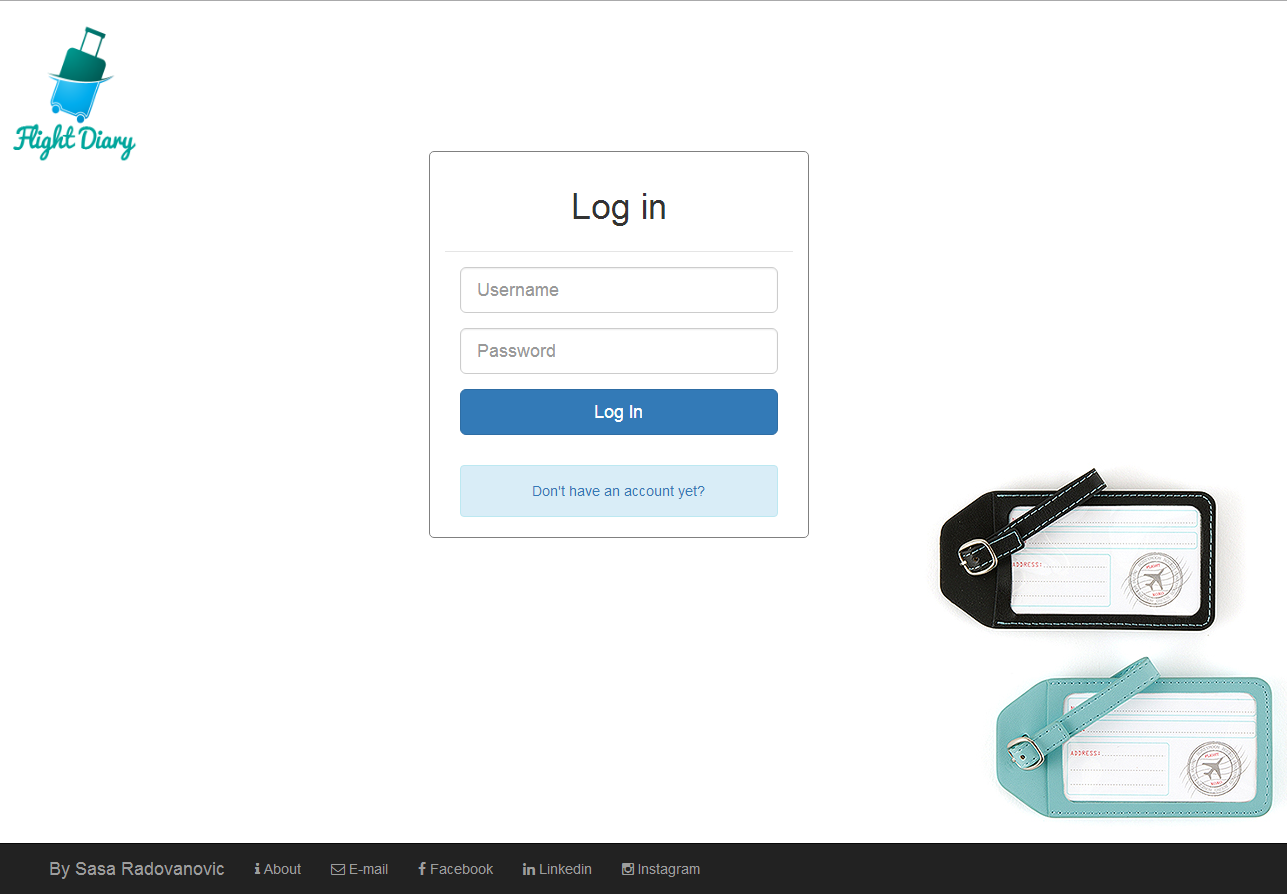 Flight Diary
Log in
Username
Password
Log In
Don't have an account yet?
ADDRESS:
ADDRESS:
By Sasa Radovanovic About E-mail Facebook Linkedin Instagram